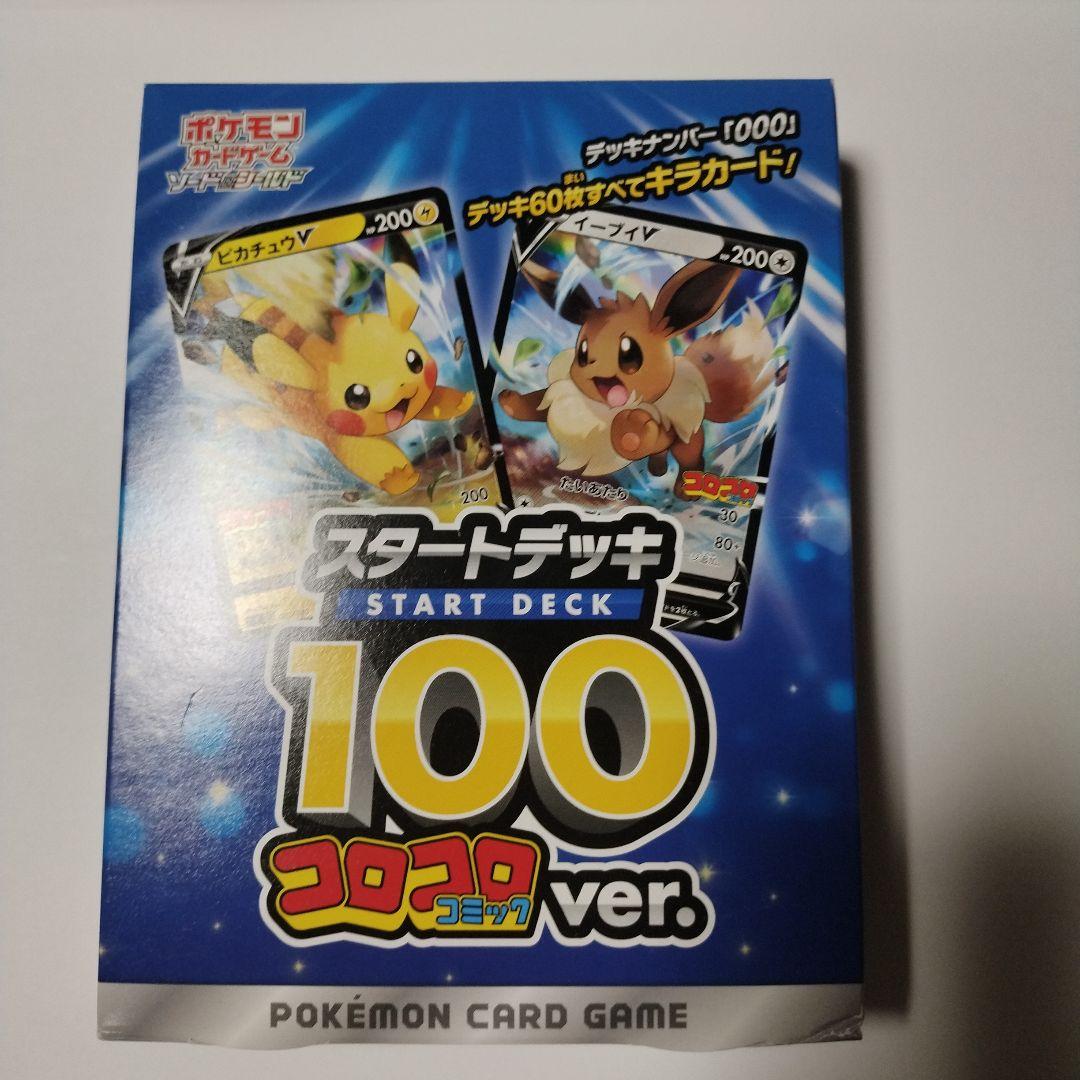 ポケモン
カードゲーム
ソード&シールド
デッキナンバー「000」
デッキ60枚すべてキラカード!
まい
ピカチュウV
HP200
イーブイV
HP200
200
たいあたり
コロコロ
30
80+
スタートデッキ
START DECK
100
コロコロ
コミック
ver.
POKÉMON CARD GAME